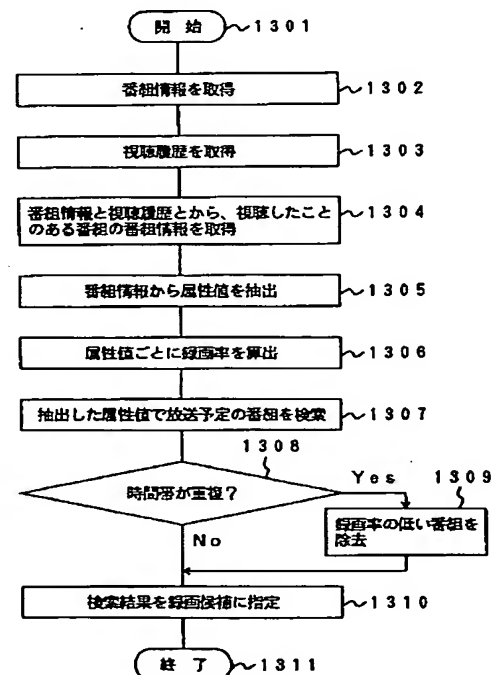 開 始 ～1301
番組情報を取得 ～1302
視聴履歴を取得 ～1303
番組情報と視聴履歴とから、視聴したこと
のある番組の番組情報を取得 ～1304
番組情報から属性値を抽出 ～1305
属性値ごとに録画率を算出 ～1306
抽出した属性値で放送予定の番組を検索 ～1307
1308
時間帯が重複？
Yes
1309
録画率の低い番組を
除去
No
検索結果を録画候補に指定 ～1310
終 了 ～1311